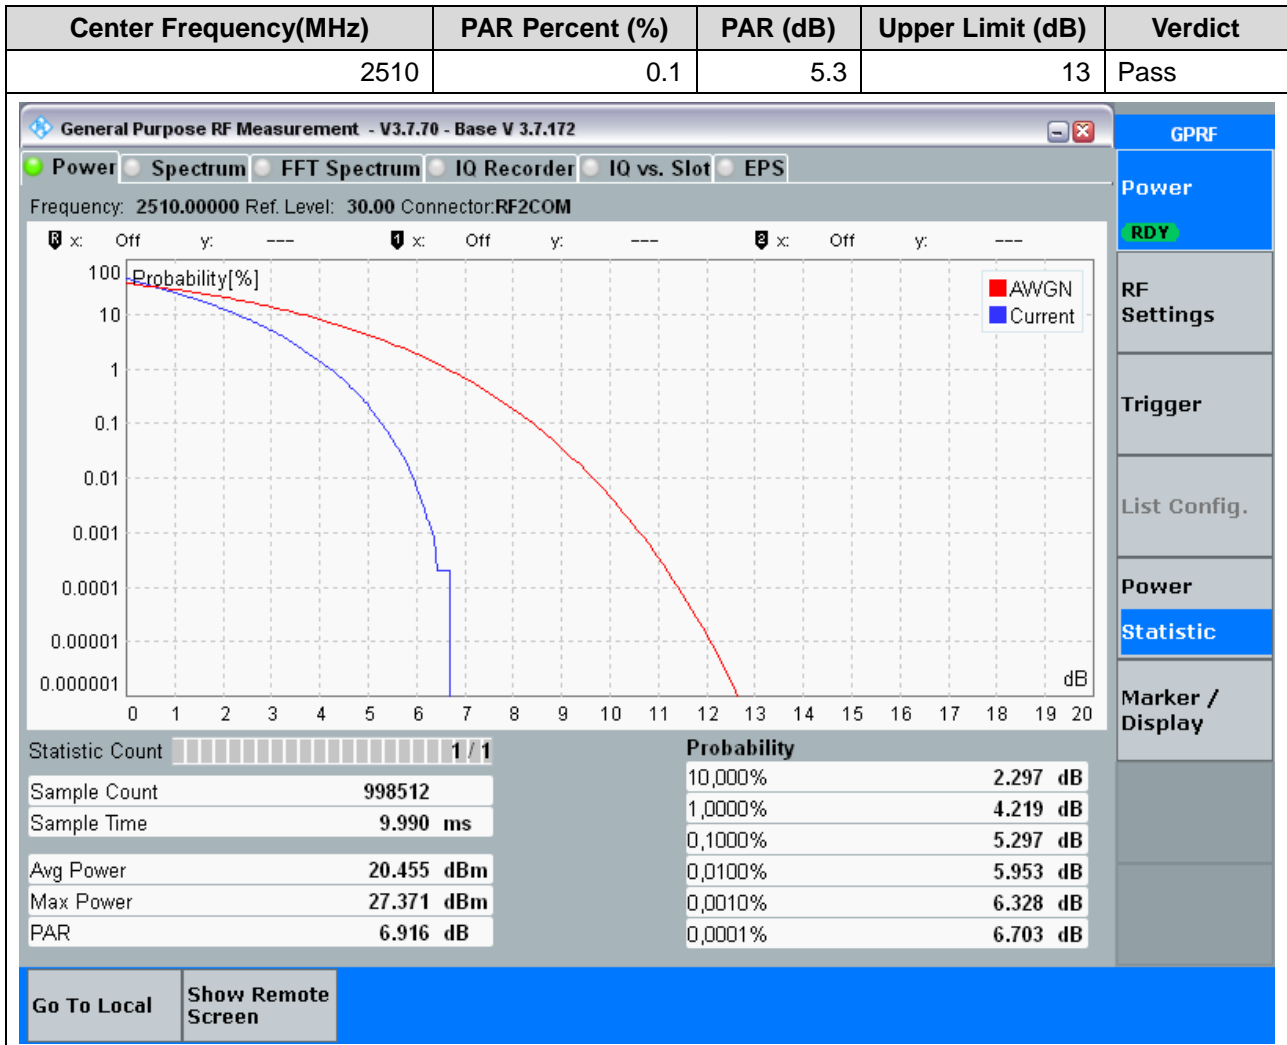 Center Frequency(MHz) PAR Percent (%) PAR (dB) Upper Limit (dB) Verdict
2510 0.1 5.3 13 Pass
General Purpose RF Measurement - V3.7.70 - Base V 3.7.172
GPRF
Power Spectrum FFT Spectrum IQ Recorder IQ vs. Slot EPS
Frequency: 2510.00000 Ref. Level: 30.00 Connector:RF2COM
Power
RDY
R x: Off y: --- 1 x: Off y: --- 2 x: Off y: ---
Probability[%]
AWGN
Current
100
10
1
0.1
0.01
0.001
0.0001
0.00001
0.000001
dB
0 1 2 3 4 5 6 7 8 9 10 11 12 13 14 15 16 17 18 19 20
RF
Settings
Trigger
List Config.
Power
Statistic
Marker /
Display
Statistic Count 1 / 1
Sample Count 998512
Sample Time 9.990 ms
Avg Power 20.455 dBm
Max Power 27.371 dBm
PAR 6.916 dB
Probability
10,000% 2.297 dB
1,0000% 4.219 dB
0,1000% 5.297 dB
0,0100% 5.953 dB
0,0010% 6.328 dB
0,0001% 6.703 dB
Go To Local
Show Remote
Screen